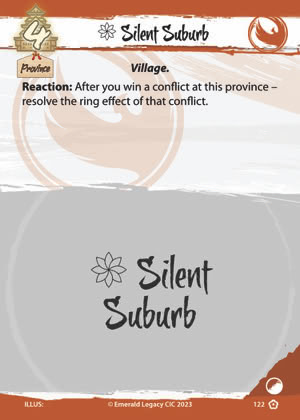 4
Silent Suburb
Province
Village.
Reaction: After you win a conflict at this province –
resolve the ring effect of that conflict.
Silent
Suburb
ILLUS:
© Emerald Legacy CIC 2023
122